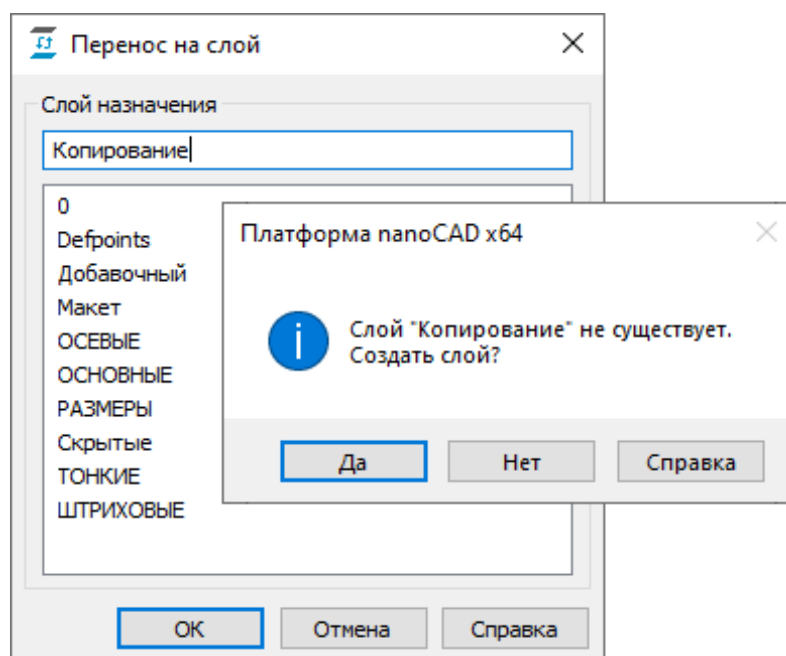 Перенос на слой
Слой назначения
Копирование
0
Defpoints
Добавочный
Макет
ОСЕВЫЕ
ОСНОВНЫЕ
РАЗМЕРЫ
Скрытые
ТОНКИЕ
ШТРИХОВЫЕ
Платформа nanoCAD x64
Слой "Копирование" не существует.
Создать слой?
Да Нет Справка
ОК Отмена Справка